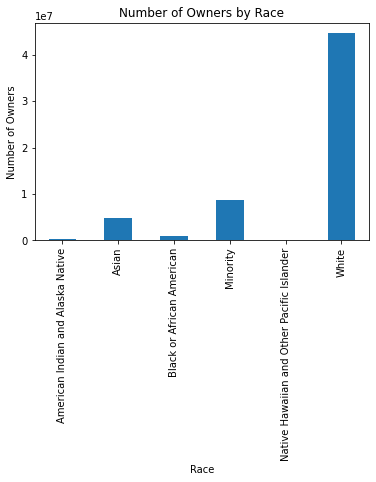 Number of Owners by Race
1e7
Number of Owners
4
3
2
1
0
American Indian and Alaska Native
Asian
Black or African American
Minority
Native Hawaiian and Other Pacific Islander
White
Race